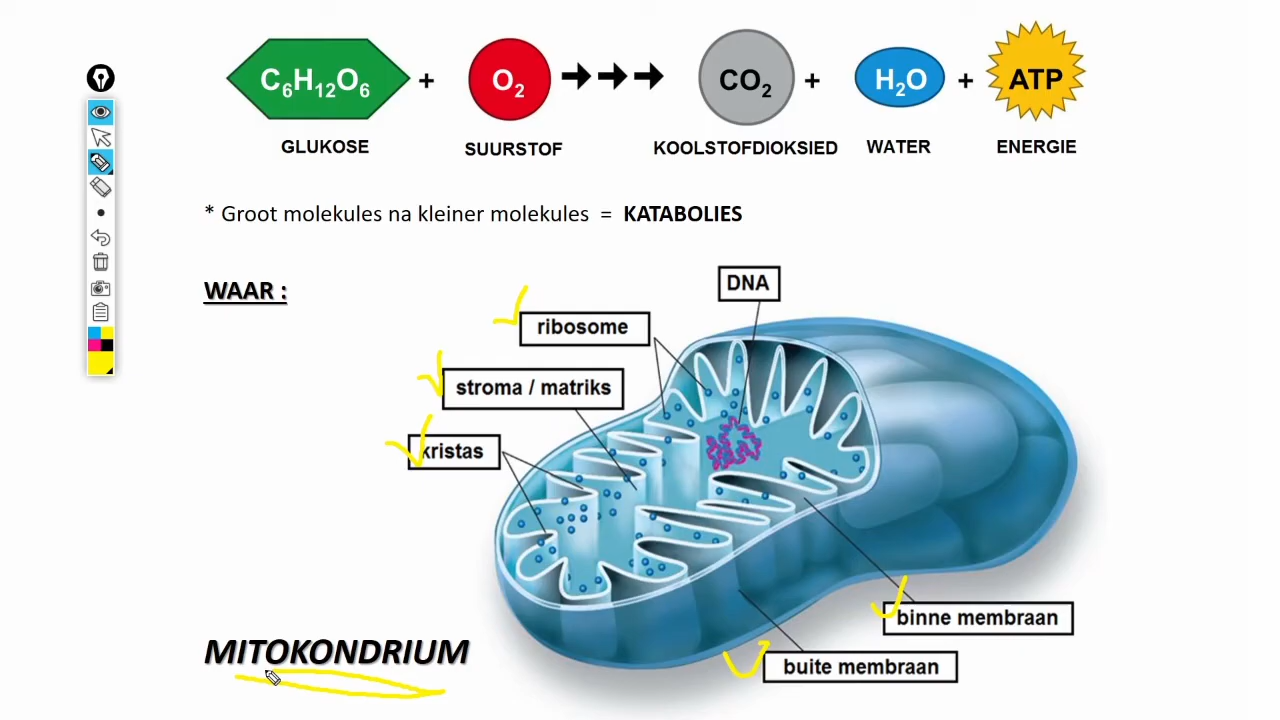 C₆H₁₂O₆ + O₂ CO₂ + H₂O + ATP
GLUKOSE SUURSTOF KOOLSTOFDIOKSIED WATER ENERGIE
* Groot molekules na kleiner molekules = KATABOLIES
WAAR :
DNA
ribosome
stroma / matriks
kristas
binne membraan
buite membraan
MITOKONDRIUM